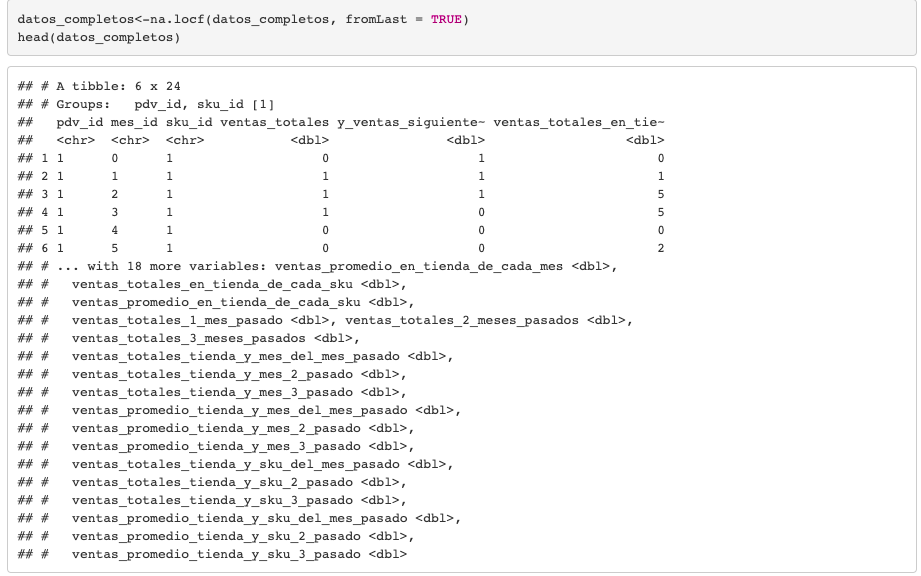 datos_completos<-na.locf(datos_completos, fromLast = TRUE)
head(datos_completos)
## # A tibble: 6 x 24
## # Groups:   pdv_id, sku_id [1]
##   pdv_id mes_id sku_id ventas_totales y_ventas_siguiente~ ventas_totales_en_tie~
##   <chr>  <chr>  <chr>           <dbl>               <dbl>                  <dbl>
## 1 1      0      1                   0                   1                      0
## 2 1      1      1                   1                   1                      1
## 3 1      2      1                   1                   1                      5
## 4 1      3      1                   1                   0                      5
## 5 1      4      1                   0                   0                      0
## 6 1      5      1                   0                   0                      2
## # ... with 18 more variables: ventas_promedio_en_tienda_de_cada_mes <dbl>,
## #   ventas_totales_en_tienda_de_cada_sku <dbl>,
## #   ventas_promedio_en_tienda_de_cada_sku <dbl>,
## #   ventas_totales_1_mes_pasado <dbl>, ventas_totales_2_meses_pasados <dbl>,
## #   ventas_totales_3_meses_pasados <dbl>,
## #   ventas_totales_tienda_y_mes_del_mes_pasado <dbl>,
## #   ventas_totales_tienda_y_mes_2_pasado <dbl>,
## #   ventas_totales_tienda_y_mes_3_pasado <dbl>,
## #   ventas_promedio_tienda_y_mes_del_mes_pasado <dbl>,
## #   ventas_promedio_tienda_y_mes_2_pasado <dbl>,
## #   ventas_promedio_tienda_y_mes_3_pasado <dbl>,
## #   ventas_totales_tienda_y_sku_del_mes_pasado <dbl>,
## #   ventas_totales_tienda_y_sku_2_pasado <dbl>,
## #   ventas_totales_tienda_y_sku_3_pasado <dbl>,
## #   ventas_promedio_tienda_y_sku_del_mes_pasado <dbl>,
## #   ventas_promedio_tienda_y_sku_2_pasado <dbl>,
## #   ventas_promedio_tienda_y_sku_3_pasado <dbl>